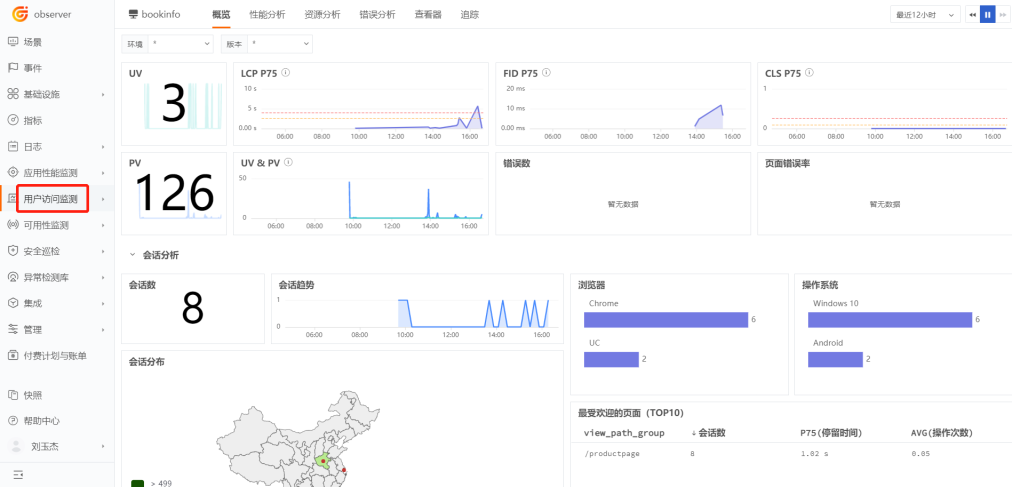 observer
场景
事件
基础设施
指标
日志
应用性能监测
用户访问监测
可用性监测
安全巡检
异常检测库
集成
管理
付费计划与账单
快照
帮助中心
刘玉杰
bookinfo 概览 性能分析 资源分析 错误分析 查看器 追踪
最近12小时
环境 * 版本 *
UV
3
LCP P75
10 s
5 s
0.00 s
06:00 08:00 10:00 12:00 14:00 16:00
FID P75
20 ms
10 ms
0.00 ms
06:00 08:00 10:00 12:00 14:00 16:00
CLS P75
1
0
06:00 08:00 10:00 12:00 14:00 16:00
PV
126
UV & PV
50
0
06:00 08:00 10:00 12:00 14:00 16:00
错误数
暂无数据
页面错误率
暂无数据
会话分析
会话数
8
会话趋势
1
0
06:00 08:00 10:00 12:00 14:00 16:00
浏览器
Chrome
6
UC
2
操作系统
Windows 10
6
Android
2
会话分布
> 499
最受欢迎的页面（TOP10）
view_path_group ↓会话数 P75(停留时间) AVG(操作次数)
/productpage 8 1.02 s 0.05